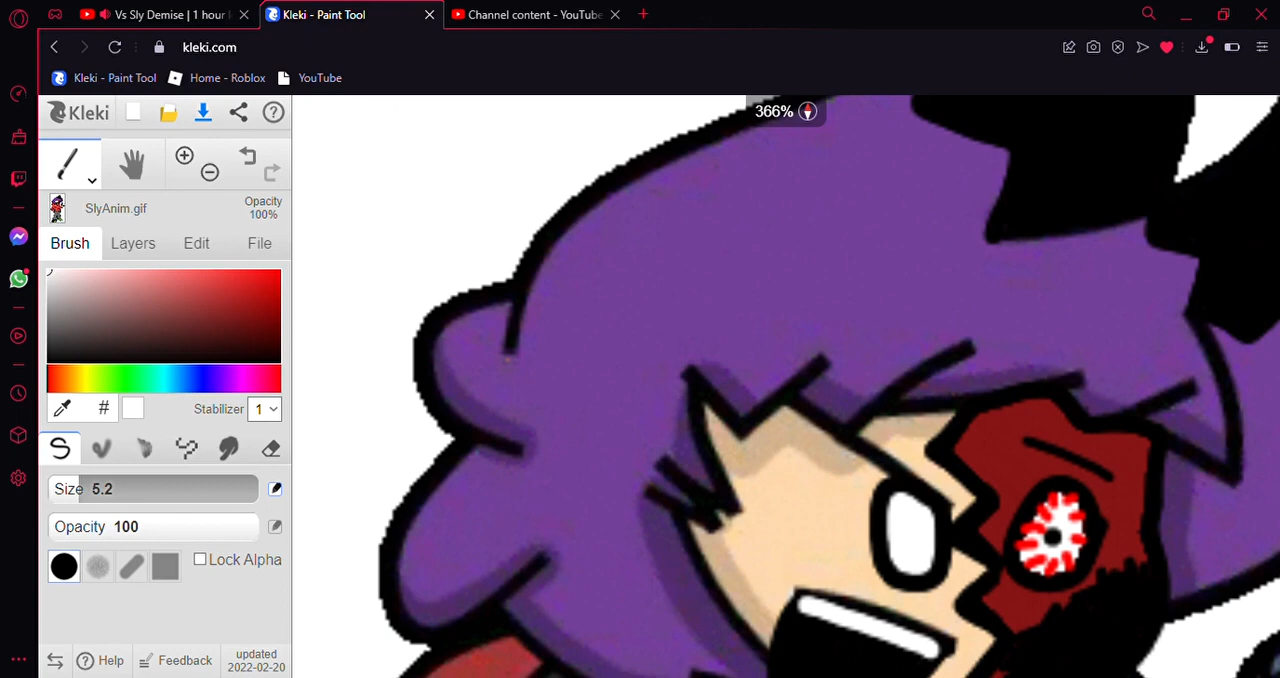 Vs Sly Demise | 1 hour
Kleki - Paint Tool
Channel content - YouTube
kleki.com
Kleki - Paint Tool
Home - Roblox
YouTube
Kleki
366%
SlyAnim.gif
Opacity
100%
Brush
Layers
Edit
File
#
Stabilizer
1
Size 5.2
Opacity 100
Lock Alpha
Help
Feedback
updated
2022-02-20